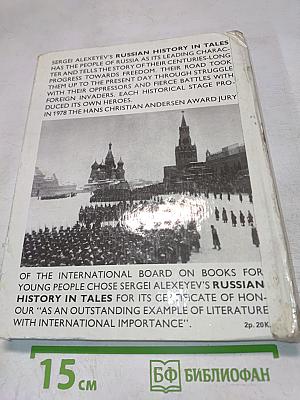 SERGEI ALEXEYEV'S RUSSIAN HISTORY IN TALES
HAS THE PEOPLE OF RUSSIA AS ITS LEADING CHARAC-
TER AND TELLS THE STORY OF THEIR CENTURIES-LONG
PROGRESS TOWARDS FREEDOM. THEIR ROAD TOOK
THEM UP TO THE PRESENT DAY THROUGH STRUGGLE
WITH THEIR OPPRESSORS AND FIERCE BATTLES WITH
FOREIGN INVADERS. EACH HISTORICAL STAGE PRO-
DUCED ITS OWN HEROES.
IN 1978 THE HANS CHRISTIAN ANDERSEN AWARD JURY
OF THE INTERNATIONAL BOARD ON BOOKS FOR
YOUNG PEOPLE CHOSE SERGEI ALEXEYEV'S RUSSIAN
HISTORY IN TALES FOR ITS CERTIFICATE OF HON-
OUR "AS AN OUTSTANDING EXAMPLE OF LITERATURE
WITH INTERNATIONAL IMPORTANCE".
2p. 20K.
15 см
БФ БИБЛИОФАН